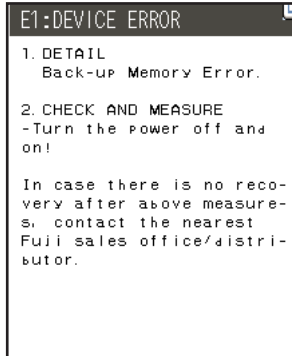 E1:DEVICE ERROR
1. DETAIL
Back-up Memory Error.
2. CHECK AND MEASURE
-Turn the power off and
on!
In case there is no reco-
very after above measure-
s, contact the nearest
Fuji sales office/distri-
butor.